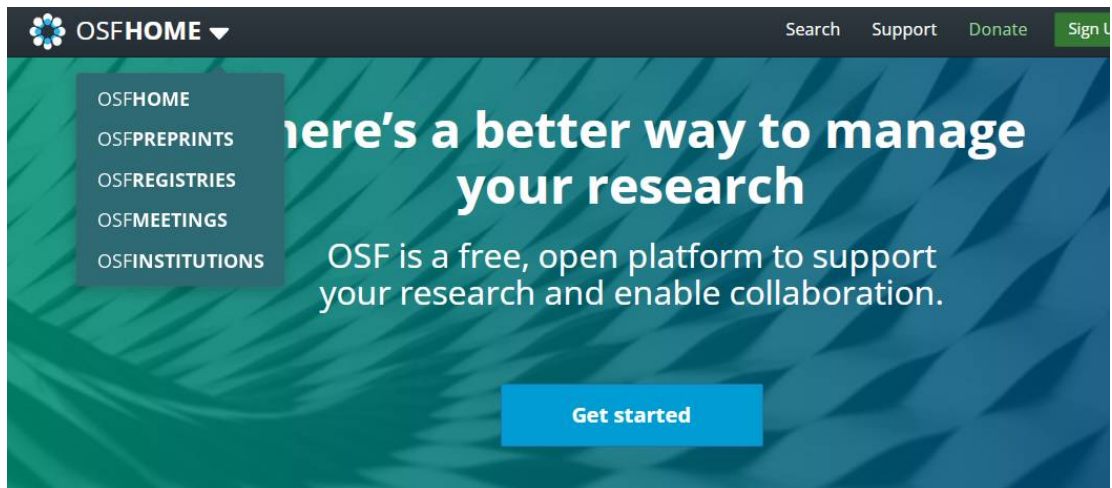 OSFHOME
Search Support Donate Sign U
OSFHOME
OSFPREPRINTS
OSFREGISTRIES
OSFMEETINGS
OSFINSTITUTIONS
here's a better way to manage
your research
OSF is a free, open platform to support
your research and enable collaboration.
Get started